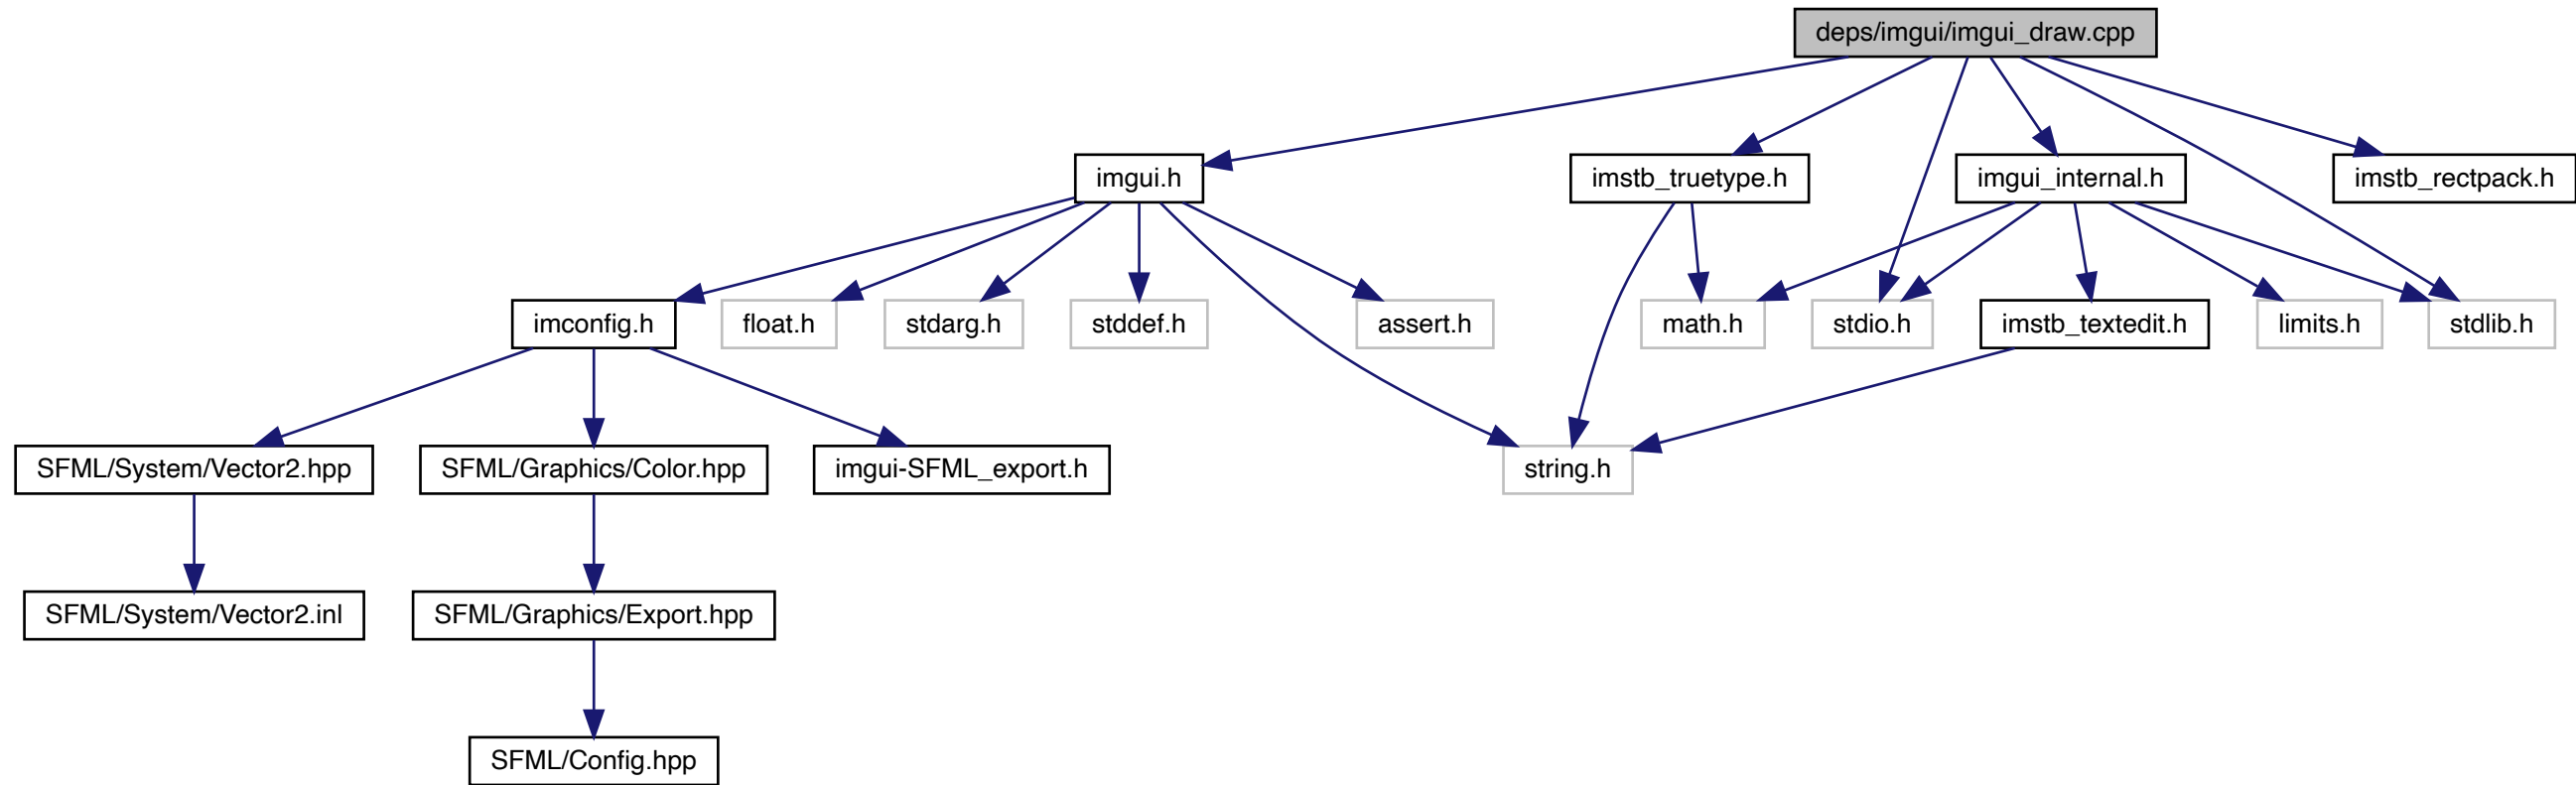 deps/imgui/imgui_draw.cpp
imgui.h
imstb_truetype.h
imgui_internal.h
imstb_rectpack.h
imconfig.h
float.h
stdarg.h
stddef.h
assert.h
math.h
stdio.h
imstb_textedit.h
limits.h
stdlib.h
SFML/System/Vector2.hpp
SFML/Graphics/Color.hpp
imgui-SFML_export.h
string.h
SFML/System/Vector2.inl
SFML/Graphics/Export.hpp
SFML/Config.hpp